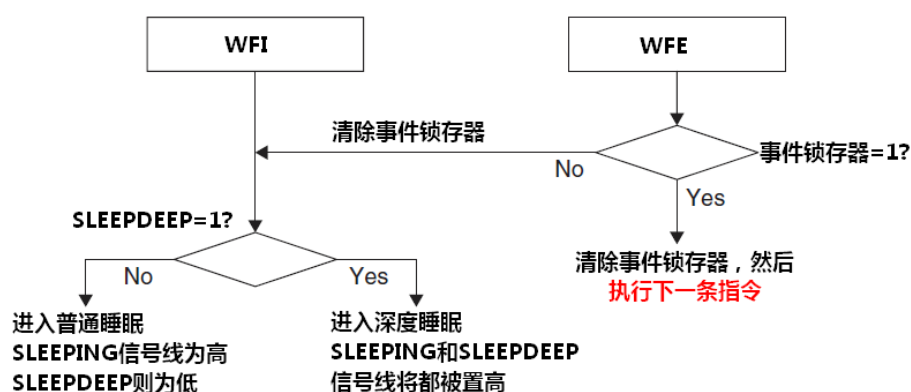 WFI
WFE
清除事件锁存器
事件锁存器=1?
No
Yes
SLEEPDEEP=1?
清除事件锁存器，然后
执行下一条指令
No
Yes
进入普通睡眠
SLEEPING信号线为高
SLEEPDEEP则为低
进入深度睡眠
SLEEPING和SLEEPDEEP
信号线将都被置高